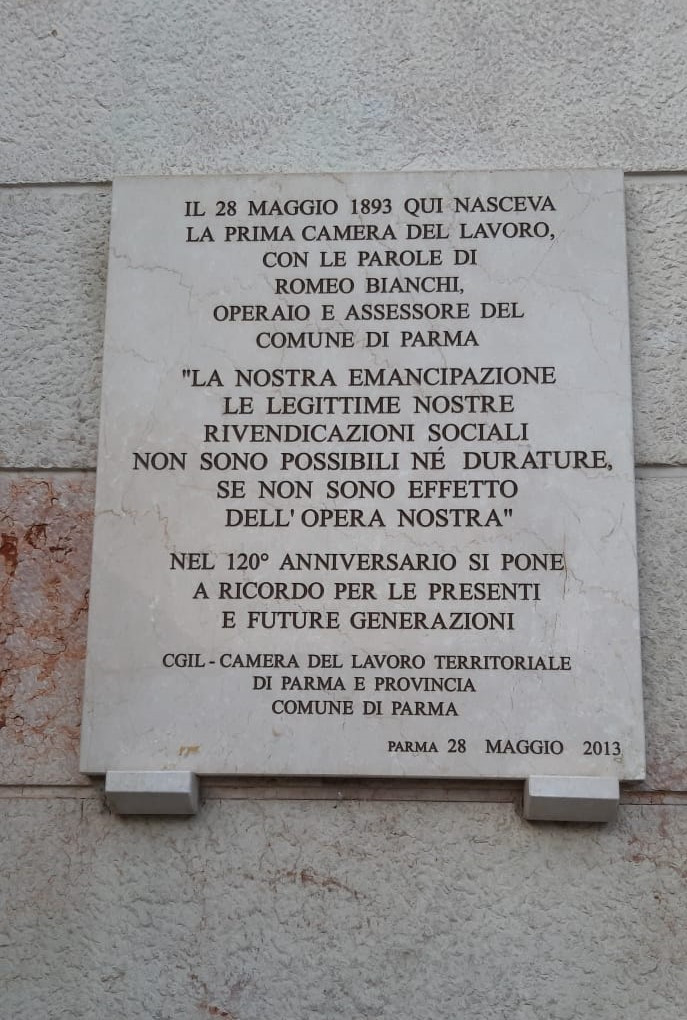 IL 28 MAGGIO 1893 QUI NASCEVA
LA PRIMA CAMERA DEL LAVORO,
CON LE PAROLE DI
ROMEO BIANCHI,
OPERAIO E ASSESSORE DEL
COMUNE DI PARMA
"LA NOSTRA EMANCIPAZIONE
LE LEGITTIME NOSTRE
RIVENDICAZIONI SOCIALI
NON SONO POSSIBILI NÉ DURATURE,
SE NON SONO EFFETTO
DELL'OPERA NOSTRA"
NEL 120° ANNIVERSARIO SI PONE
A RICORDO PER LE PRESENTI
E FUTURE GENERAZIONI
CGIL - CAMERA DEL LAVORO TERRITORIALE
DI PARMA E PROVINCIA
COMUNE DI PARMA
PARMA 28 MAGGIO 2013